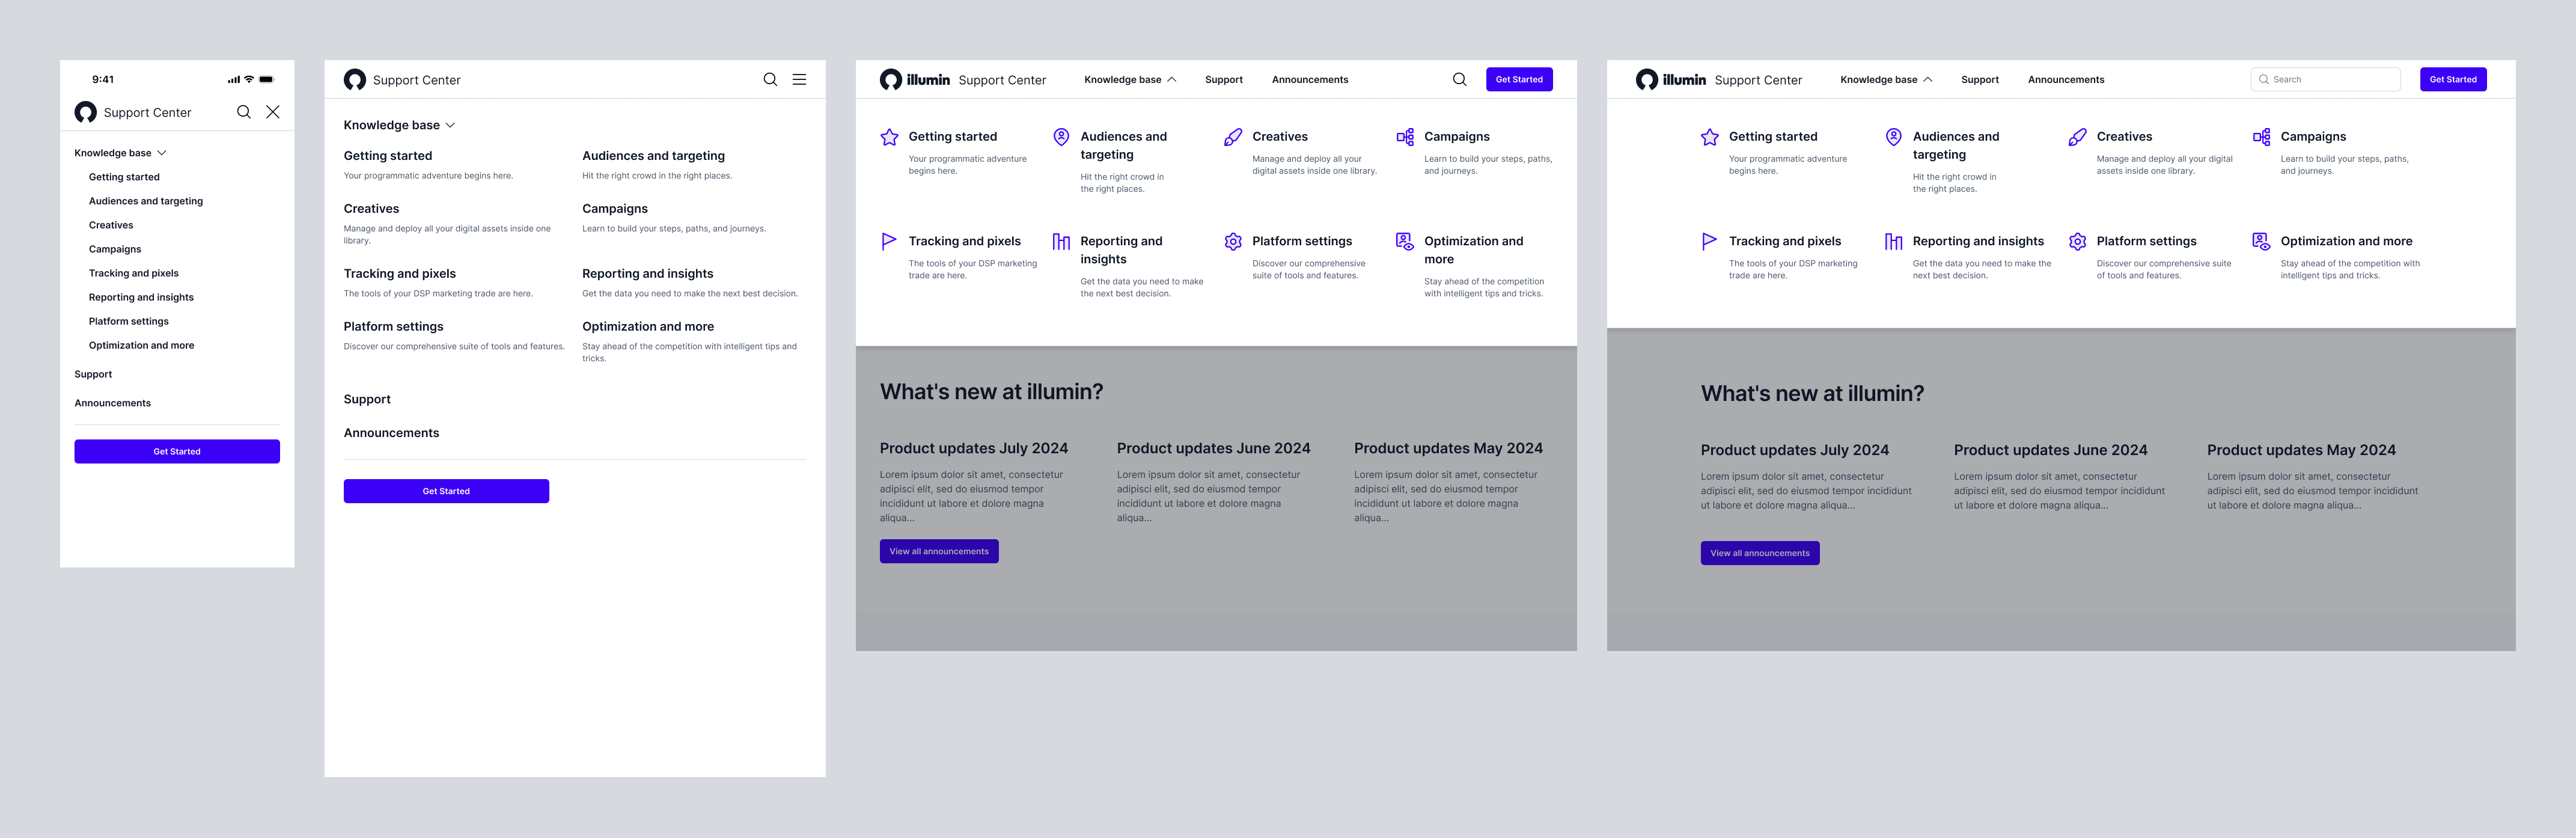 9:41
Support Center
Knowledge base
Getting started
Audiences and targeting
Creatives
Campaigns
Tracking and pixels
Reporting and insights
Platform settings
Optimization and more
Support
Announcements
Get Started
Support Center
Knowledge base
Getting started
Your programmatic adventure begins here.
Audiences and targeting
Hit the right crowd in the right places.
Creatives
Manage and deploy all your digital assets inside one
library.
Campaigns
Learn to build your steps, paths, and journeys.
Tracking and pixels
The tools of your DSP marketing trade are here.
Reporting and insights
Get the data you need to make the next best decision.
Platform settings
Discover our comprehensive suite of tools and features.
Optimization and more
Stay ahead of the competition with intelligent tips and
tricks.
Support
Announcements
Get Started
illumin Support Center Knowledge base Support Announcements Get Started
Getting started
Your programmatic adventure
begins here.
Audiences and
targeting
Hit the right crowd in
the right places.
Creatives
Manage and deploy all your
digital assets inside one library.
Campaigns
Learn to build your steps, paths,
and journeys.
Tracking and pixels
The tools of your DSP marketing
trade are here.
Reporting and
insights
Get the data you need to make
the next best decision.
Platform settings
Discover our comprehensive
suite of tools and features.
Optimization and
more
Stay ahead of the competition
with intelligent tips and tricks.
What's new at illumin?
Product updates July 2024
Lorem ipsum dolor sit amet, consectetur
adipisci elit, sed do eiusmod tempor
incididunt ut labore et dolore magna
aliqua...
Product updates June 2024
Lorem ipsum dolor sit amet, consectetur
adipisci elit, sed do eiusmod tempor
incididunt ut labore et dolore magna
aliqua...
Product updates May 2024
Lorem ipsum dolor sit amet, consectetur
adipisci elit, sed do eiusmod tempor
incididunt ut labore et dolore magna
aliqua...
View all announcements
illumin Support Center Knowledge base Support Announcements Search Get Started
Getting started
Your programmatic adventure
begins here.
Audiences and
targeting
Hit the right crowd in
the right places.
Creatives
Manage and deploy all your digital
assets inside one library.
Campaigns
Learn to build your steps, paths,
and journeys.
Tracking and pixels
The tools of your DSP marketing
trade are here.
Reporting and insights
Get the data you need to make the
next best decision.
Platform settings
Discover our comprehensive suite
of tools and features.
Optimization and more
Stay ahead of the competition with
intelligent tips and tricks.
What's new at illumin?
Product updates July 2024
Lorem ipsum dolor sit amet, consectetur
adipisci elit, sed do eiusmod tempor incididunt
ut labore et dolore magna aliqua...
Product updates June 2024
Lorem ipsum dolor sit amet, consectetur
adipisci elit, sed do eiusmod tempor incididunt
ut labore et dolore magna aliqua...
Product updates May 2024
Lorem ipsum dolor sit amet, consectetur
adipisci elit, sed do eiusmod tempor incididunt
ut labore et dolore magna aliqua...
View all announcements